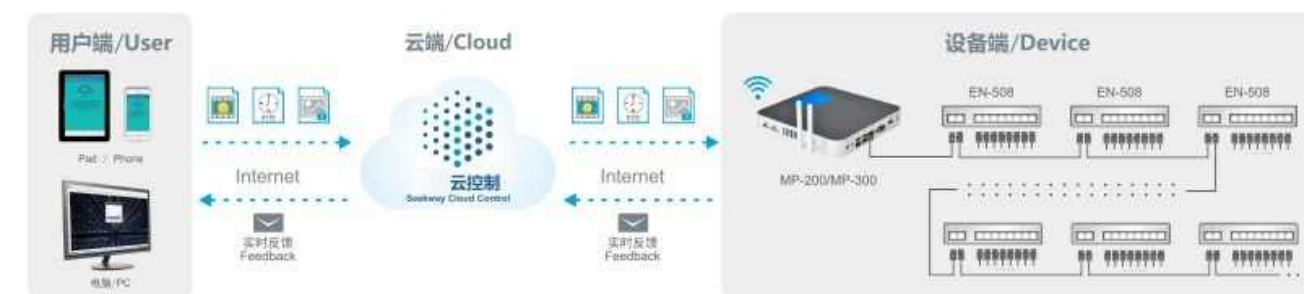 用户端/User
云端/Cloud
设备端/Device
Pad / Phone
电脑/PC
Internet
实时反馈
Feedback
云控制
Seekway Cloud Control
Internet
实时反馈
Feedback
MP-200/MP-300
EN-508
EN-508
EN-508